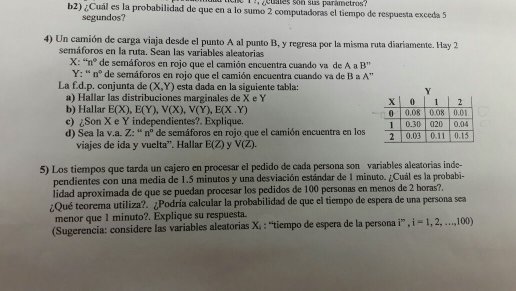 ¿cuáles son sus parámetros?
b2) ¿Cuál es la probabilidad de que en a lo sumo 2 computadoras el tiempo de respuesta exceda 5
segundos?
4) Un camión de carga viaja desde el punto A al punto B, y regresa por la misma ruta diariamente. Hay 2
semáforos en la ruta. Sean las variables aleatorias
X: “nº de semáforos en rojo que el camión encuentra cuando va de A a B”
Y: “ nº de semáforos en rojo que el camión encuentra cuando va de B a A”
La f.d.p. conjunta de (X,Y) esta dada en la siguiente tabla:
a) Hallar las distribuciones marginales de X e Y
b) Hallar E(X), E(Y), V(X), V(Y), E(X .Y)
c) ¿Son X e Y independientes?. Explique.
d) Sea la v.a. Z: “ nº de semáforos en rojo que el camión encuentra en los
viajes de ida y vuelta”. Hallar E(Z) y V(Z).
Y
X 0 1 2
0 0.08 0.08 0.01
1 0.30 020 0.04
2 0.03 0.11 0.15
5) Los tiempos que tarda un cajero en procesar el pedido de cada persona son variables aleatorias inde-
pendientes con una media de 1.5 minutos y una desviación estándar de 1 minuto. ¿Cuál es la probabi-
lidad aproximada de que se puedan procesar los pedidos de 100 personas en menos de 2 horas?.
¿Qué teorema utiliza?. ¿Podría calcular la probabilidad de que el tiempo de espera de una persona sea
menor que 1 minuto?. Explique su respuesta.
(Sugerencia: considere las variables aleatorias Xi : “tiempo de espera de la persona i” , i = 1, 2, ...,100)